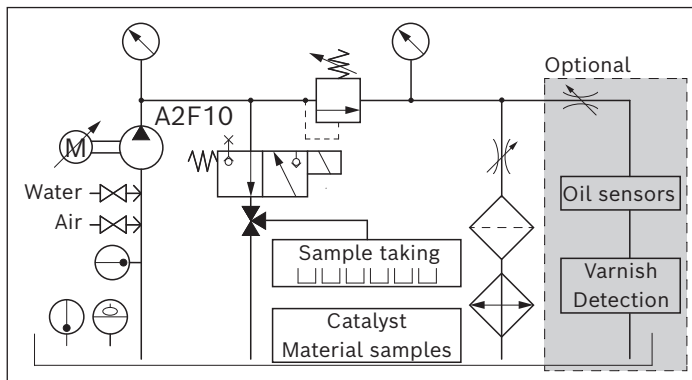 Optional
A2F10
M
Water
Air
Oil sensors
Sample taking
Varnish
Detection
Catalyst
Material samples